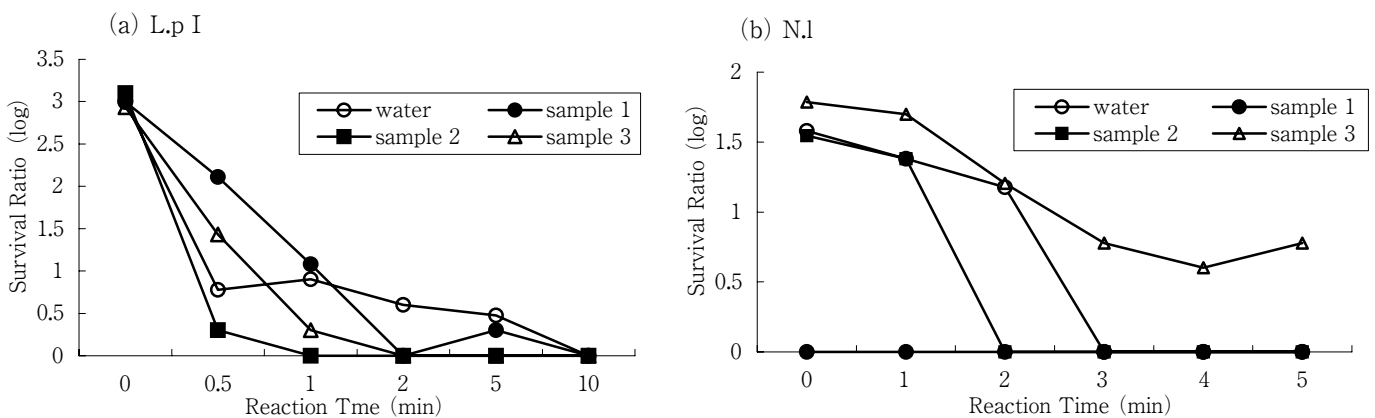 (a) L.p I
Survival Ratio (log)
3.5
3
2.5
2
1.5
1
0.5
0
water
sample 1
sample 2
sample 3
0 0.5 1 2 5 10
Reaction Tme (min)
(b) N.l
Survival Ratio (log)
2
1.5
1
0.5
0
water
sample 1
sample 2
sample 3
0 1 2 3 4 5
Reaction Time (min)